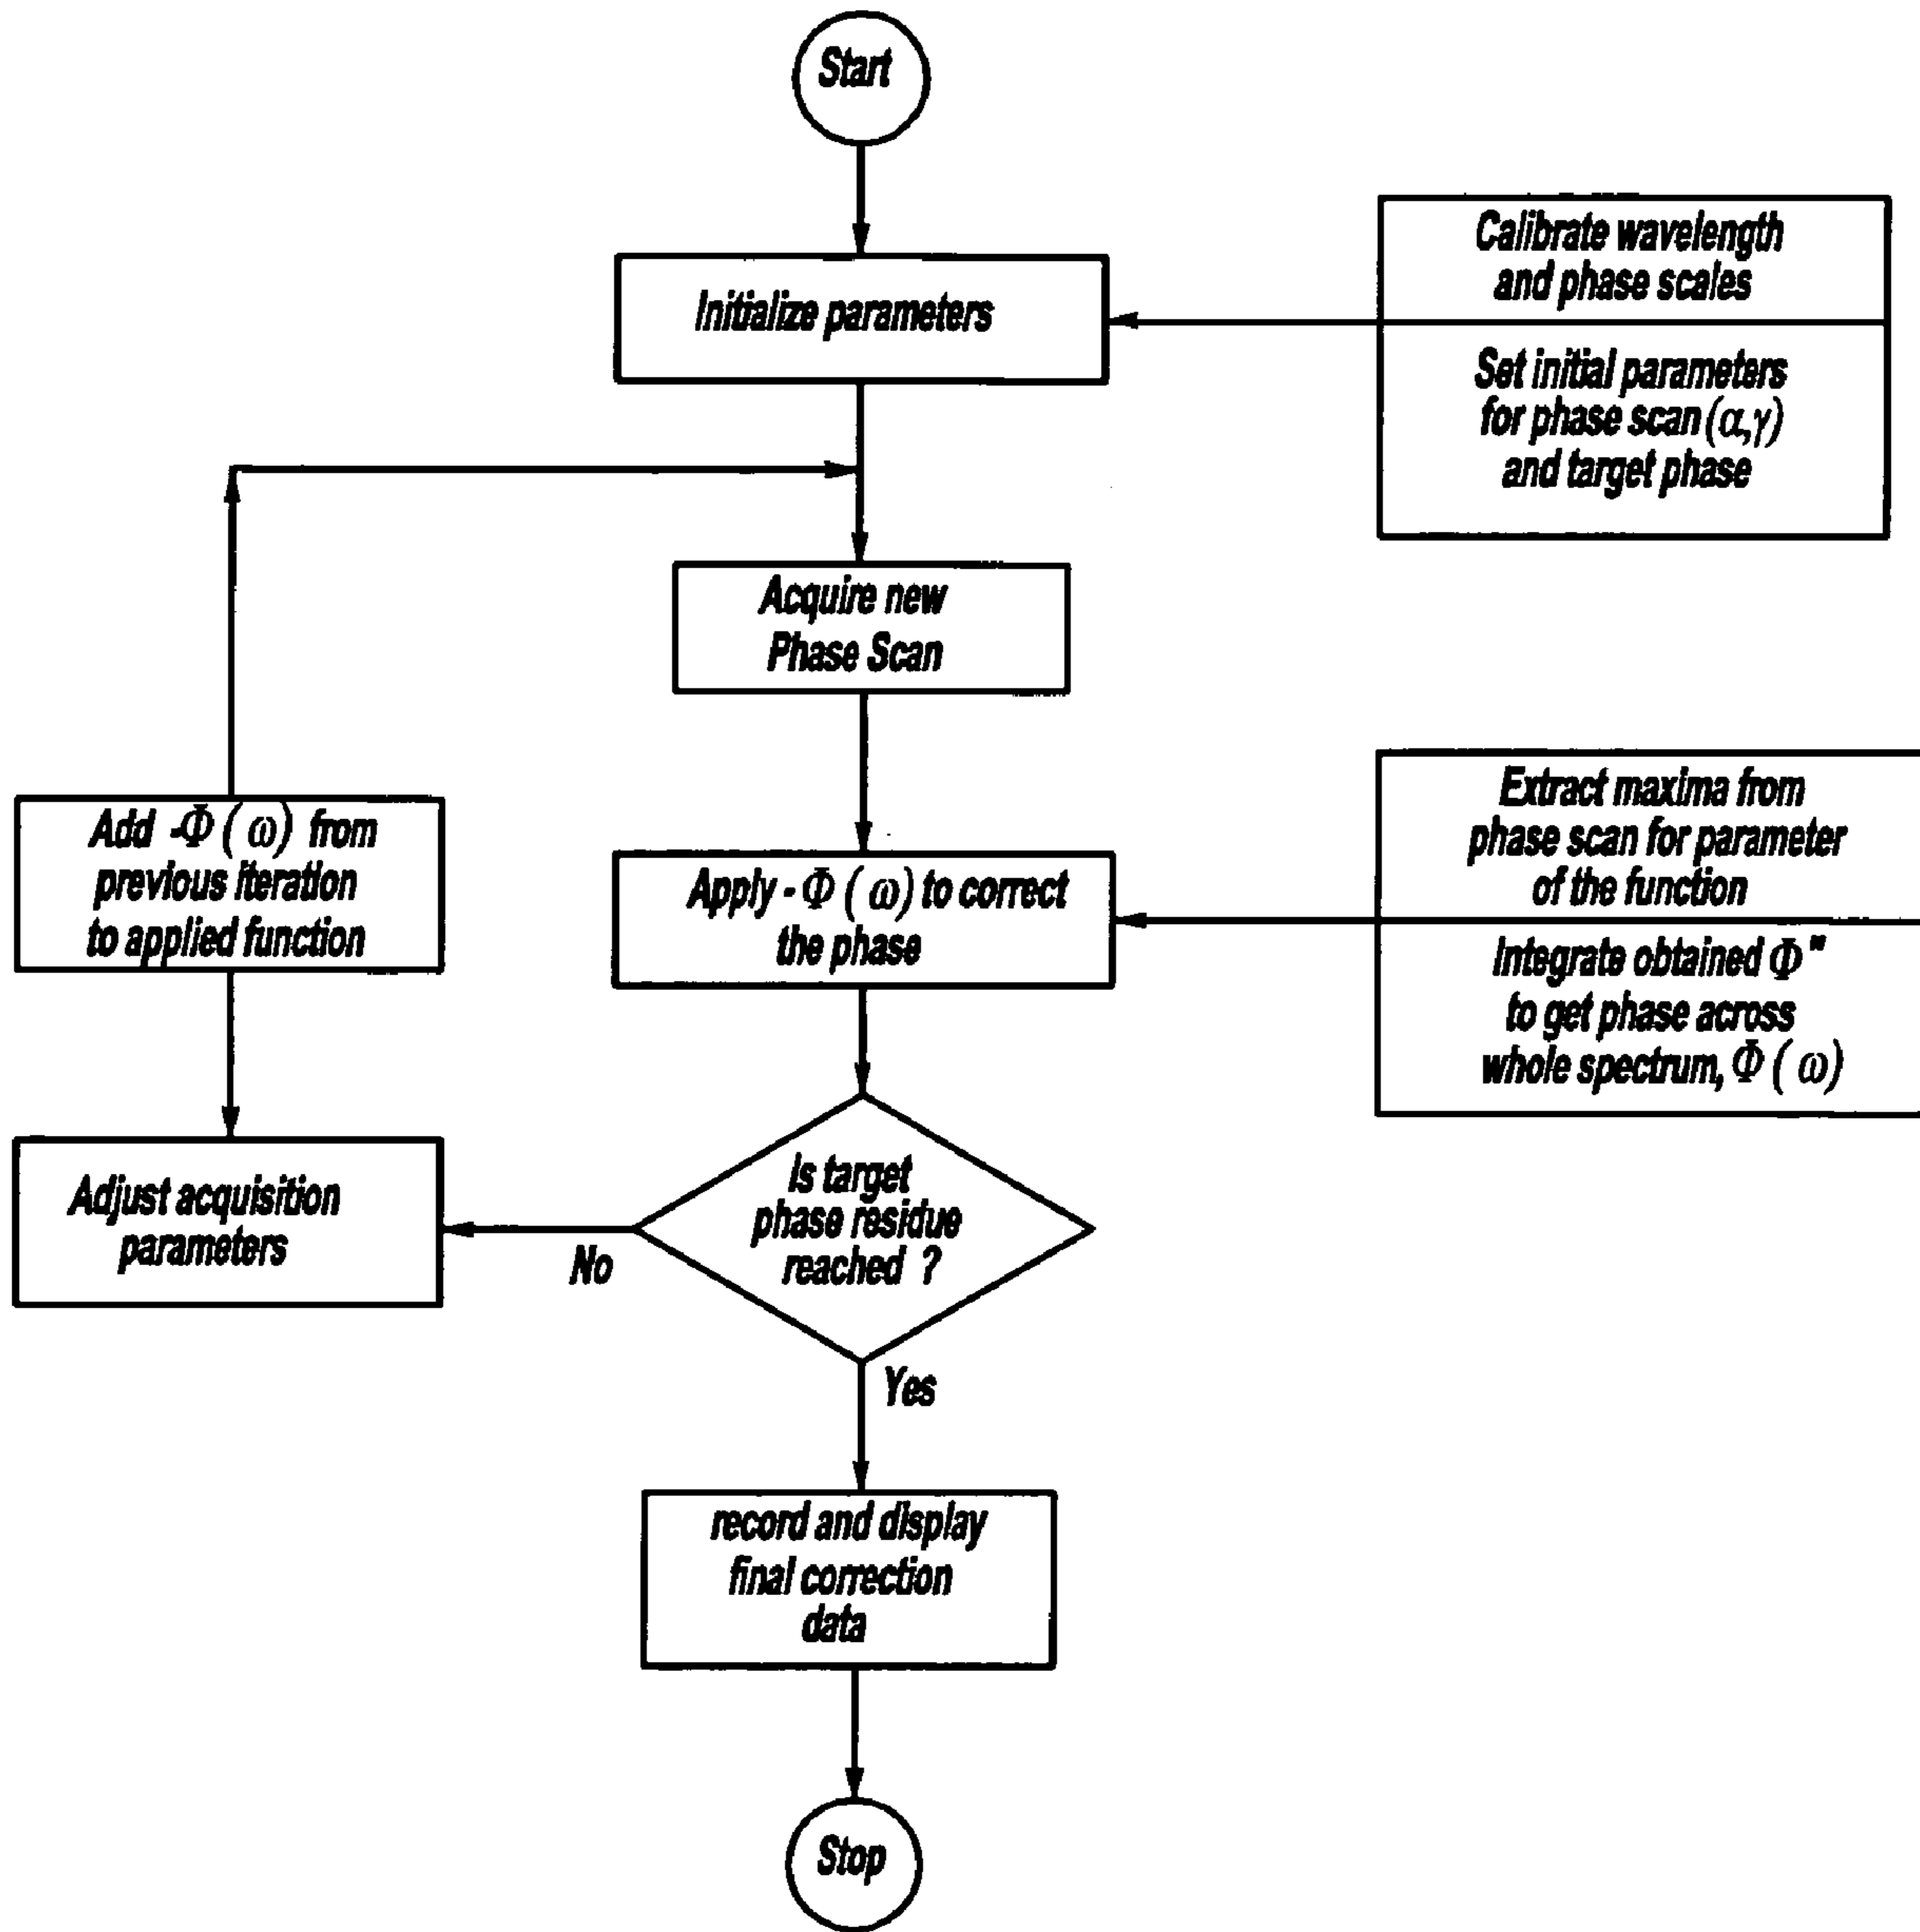 Start
Initialize parameters
Calibrate wavelength
and phase scales
Set initial parameters
for phase scan (α,γ)
and target phase
Acquire new
Phase Scan
Add -Φ ( ω ) from
previous iteration
to applied function
Apply - Φ ( ω ) to correct
the phase
Extract maxima from
phase scan for parameter
of the function
Integrate obtained Φ"
to get phase across
whole spectrum, Φ ( ω )
Adjust acquisition
parameters
Is target
phase residue
reached ?
No
Yes
record and display
final correction
data
Stop